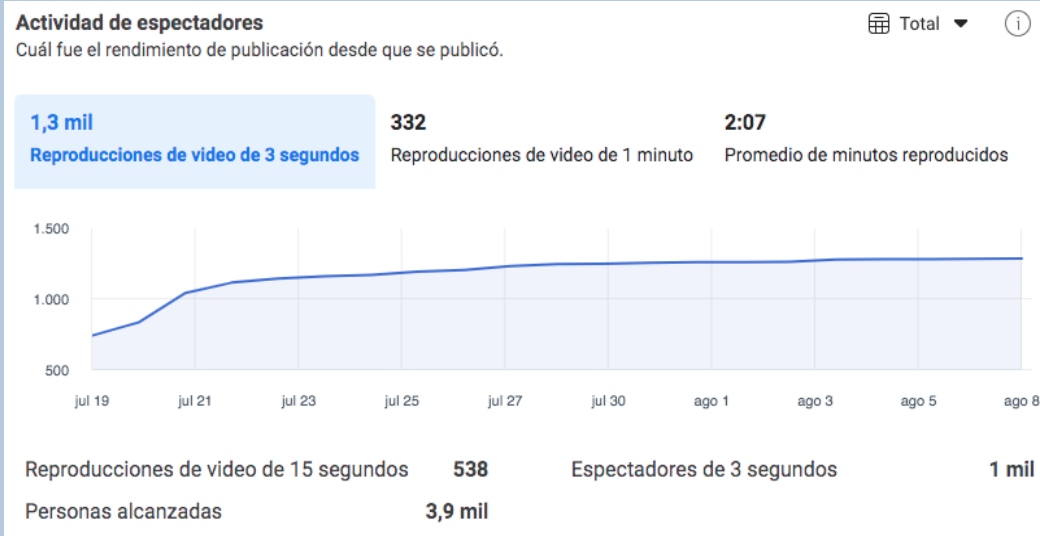 Actividad de espectadores
Total
Cuál fue el rendimiento de publicación desde que se publicó.
1,3 mil
Reproducciones de video de 3 segundos
332
Reproducciones de video de 1 minuto
2:07
Promedio de minutos reproducidos
1.500
1.000
500
jul 19 jul 21 jul 23 jul 25 jul 27 jul 30 ago 1 ago 3 ago 5 ago 8
Reproducciones de video de 15 segundos 538
Espectadores de 3 segundos 1 mil
Personas alcanzadas 3,9 mil